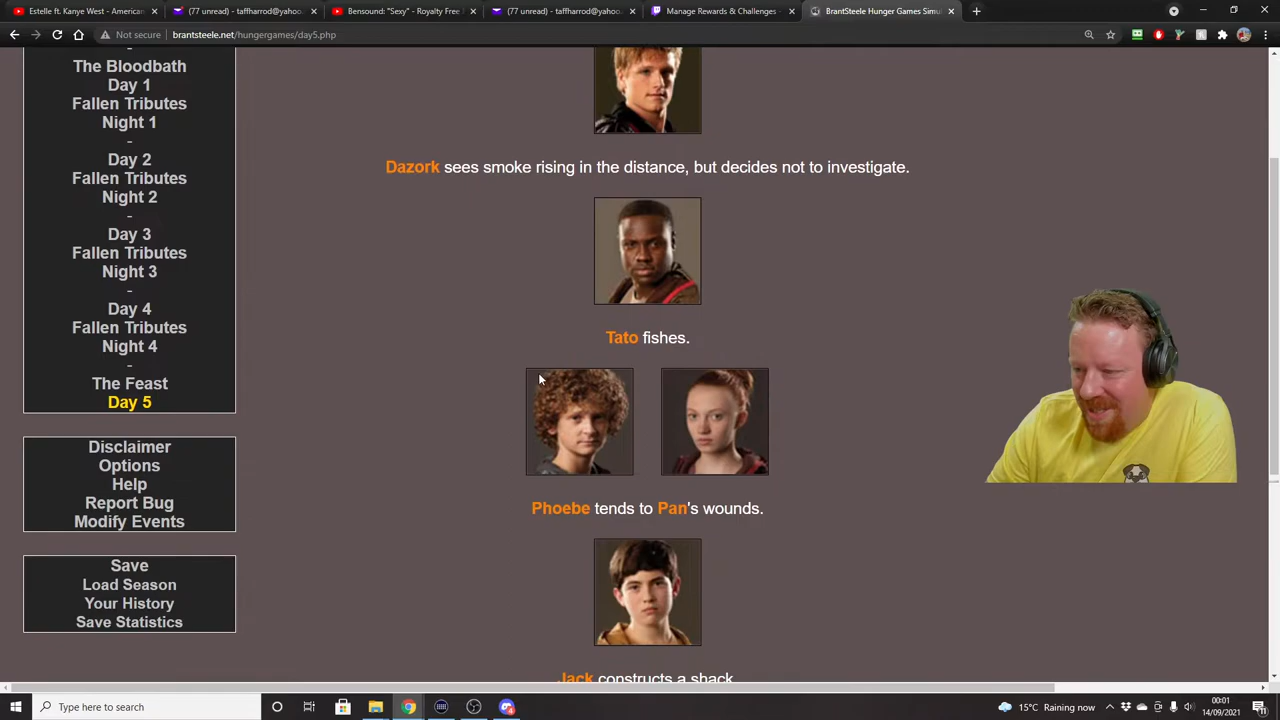 Estelle ft. Kanye West - American
(77 unread) - taffharrod@yahoo.
Bensound: "Sexy" - Royalty Free
(77 unread) - taffharrod@yahoo.
Manage Rewards & Challenges
BrantSteele Hunger Games Simu
Not secure | brantsteele.net/hungergames/day5.php
The Bloodbath
Day 1
Fallen Tributes
Night 1
-
Day 2
Fallen Tributes
Night 2
-
Day 3
Fallen Tributes
Night 3
-
Day 4
Fallen Tributes
Night 4
-
The Feast
Day 5
Disclaimer
Options
Help
Report Bug
Modify Events
Save
Load Season
Your History
Save Statistics
Dazork sees smoke rising in the distance, but decides not to investigate.
Tato fishes.
Phoebe tends to Pan's wounds.
Jack constructs a shack.
Type here to search
15°C Raining now
00:01
14/09/2021